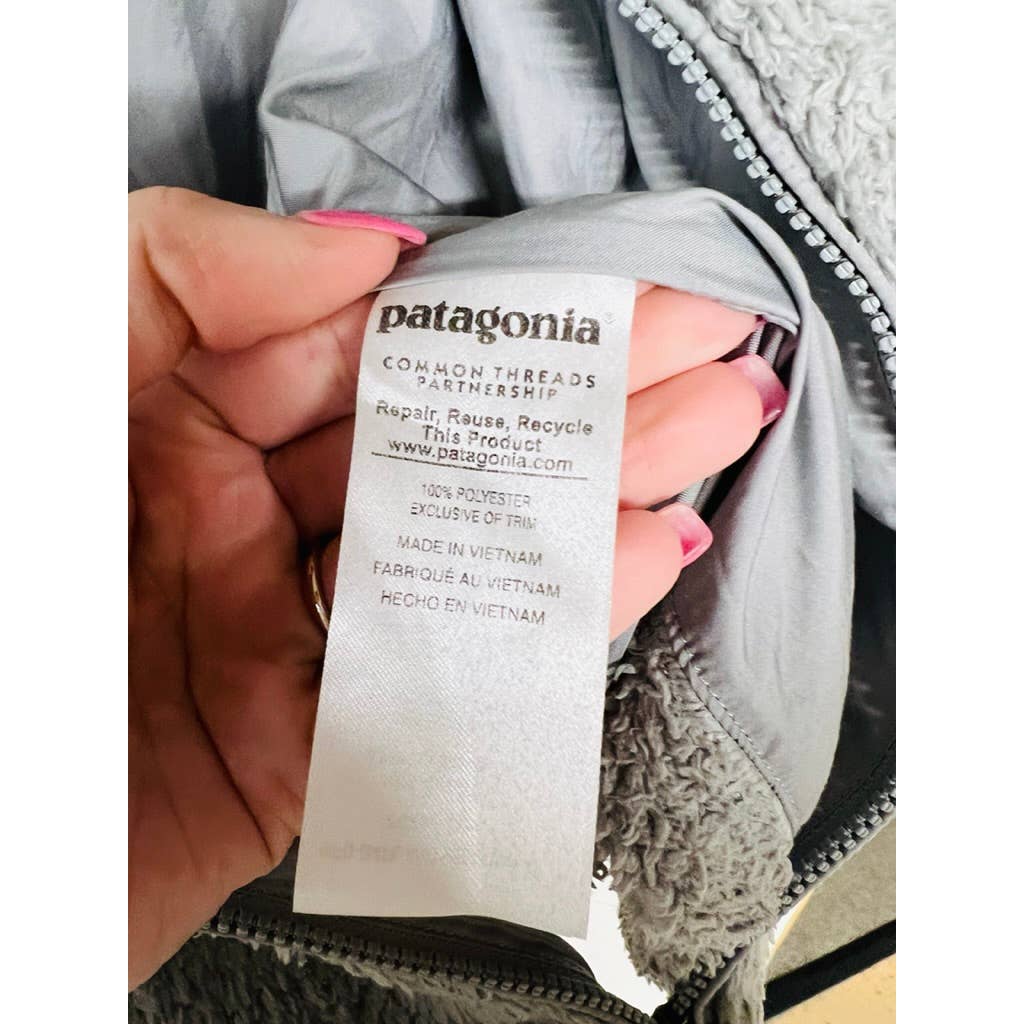 patagonia®
COMMON THREADS
PARTNERSHIP
Repair, Reuse, Recycle
This Product
www.patagonia.com
100% POLYESTER
EXCLUSIVE OF TRIM
MADE IN VIETNAM
FABRIQUÉ AU VIETNAM
HECHO EN VIETNAM